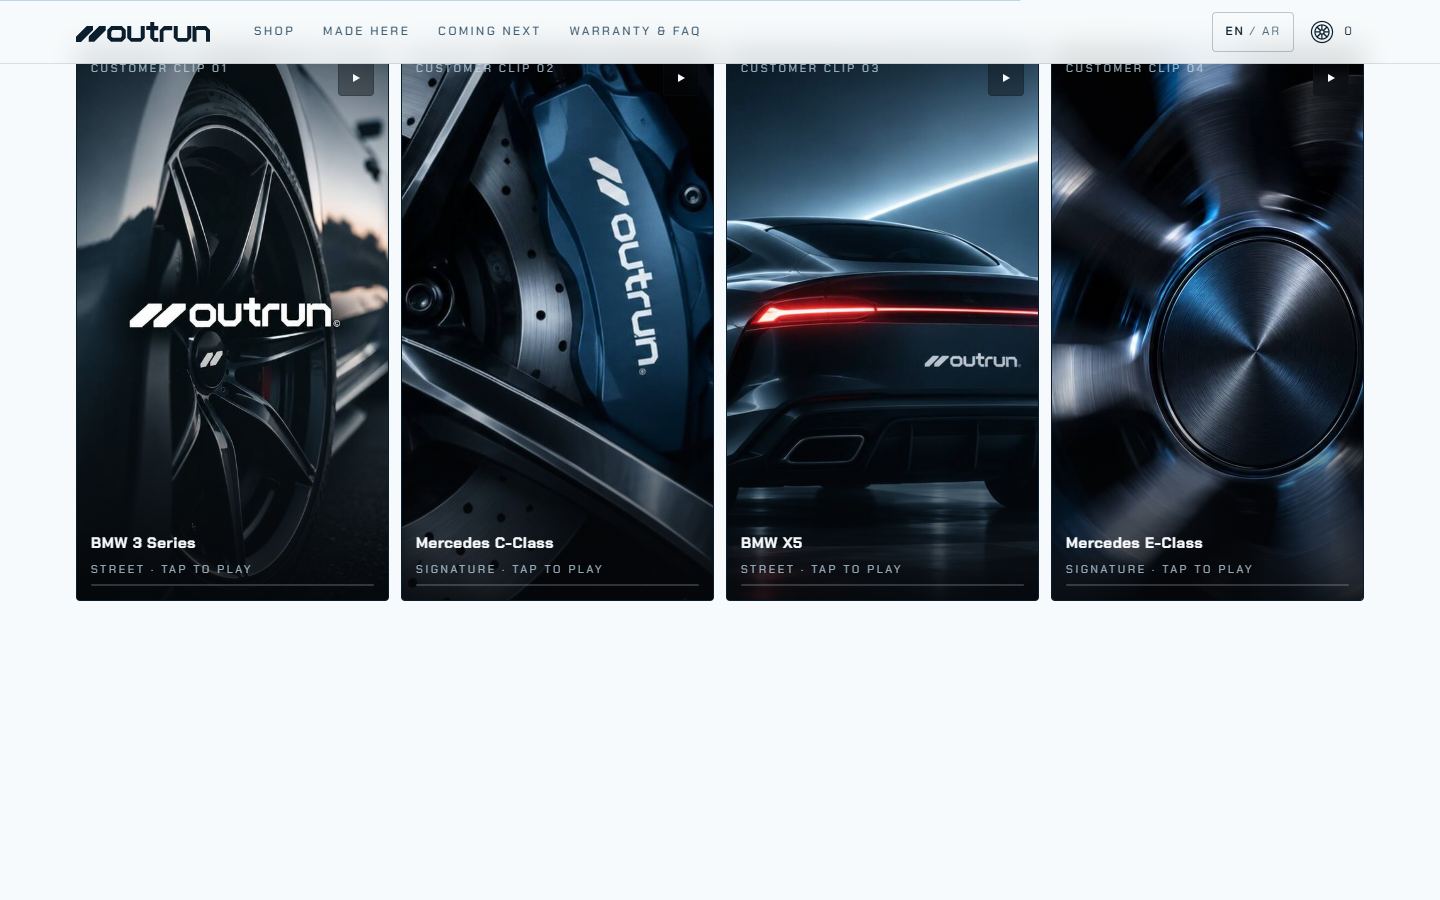 outrun
SHOP
MADE HERE
COMING NEXT
WARRANTY & FAQ
EN / AR
0
CUSTOMER CLIP 01
CUSTOMER CLIP 02
CUSTOMER CLIP 03
CUSTOMER CLIP 04
outrun©
outrun®
outrun
BMW 3 Series
STREET · TAP TO PLAY
Mercedes C-Class
SIGNATURE · TAP TO PLAY
BMW X5
STREET · TAP TO PLAY
Mercedes E-Class
SIGNATURE · TAP TO PLAY